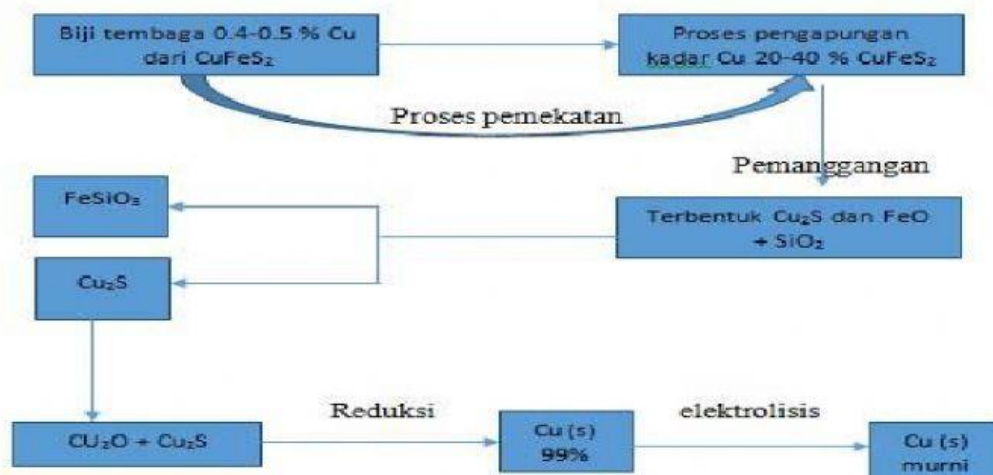 Biji tembaga 0.4-0.5 % Cu
dari CuFeS₂
Proses pengapungan
kadar Cu 20-40 % CuFeS₂
Proses pemekatan
Pemanggangan
FeSiO₃
Terbentuk Cu₂S dan FeO
+ SiO₂
Cu₂S
Reduksi
elektrolisis
CU₂O + Cu₂S
Cu (s)
99%
Cu (s)
murni